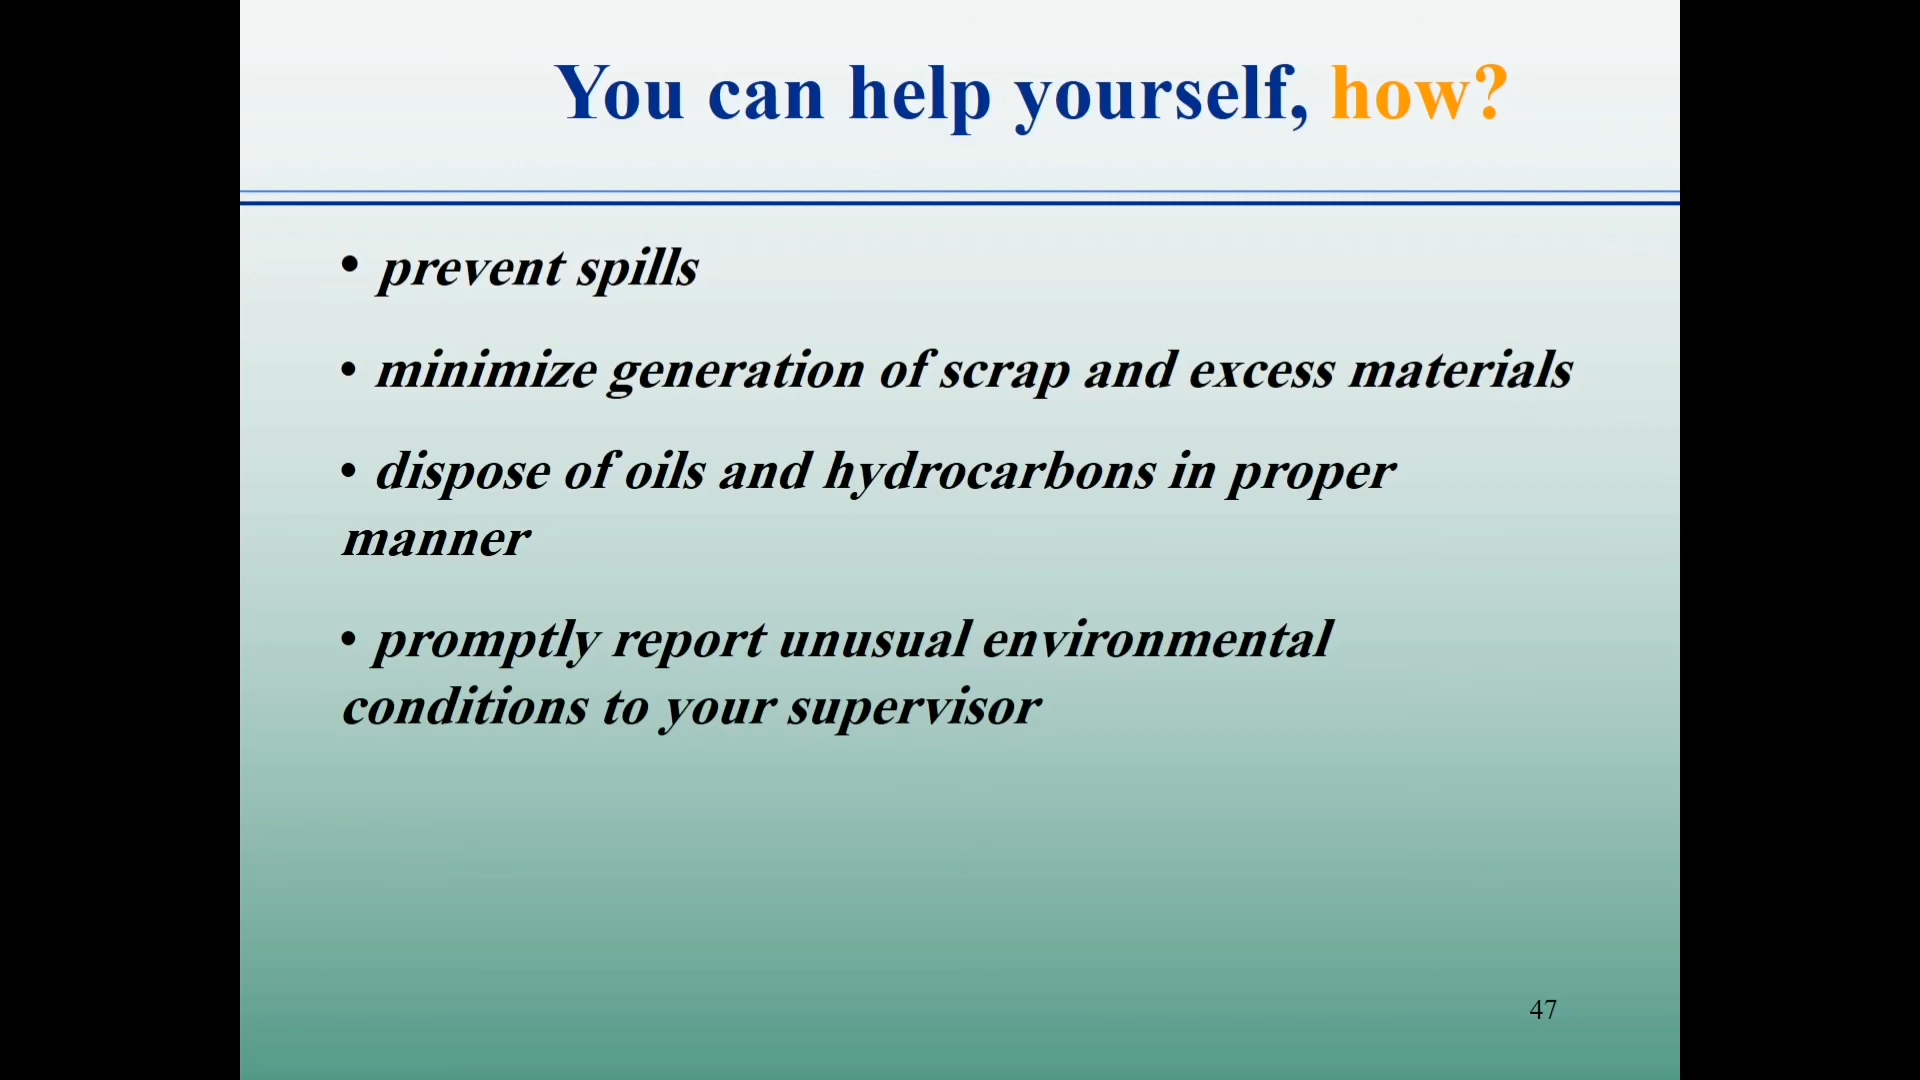 You can help yourself, how?
• prevent spills
• minimize generation of scrap and excess materials
• dispose of oils and hydrocarbons in proper
manner
• promptly report unusual environmental
conditions to your supervisor
47